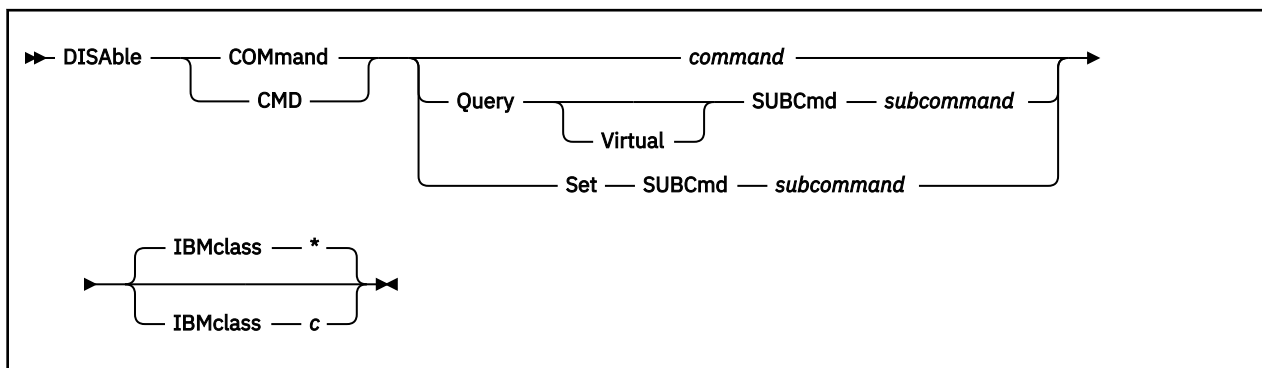 DISAble COMmand command
CMD Query SUBCmd subcommand
Virtual
Set SUBCmd subcommand
IBMclass *
IBMclass c